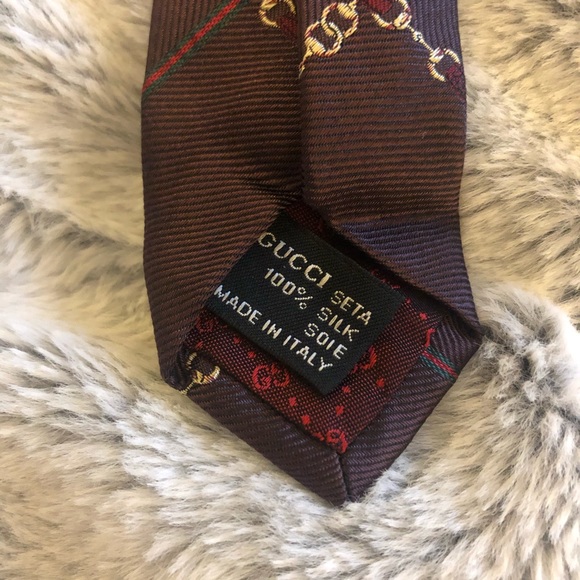 GUCCI
SETA
100% SILK
SOIE
MADE IN ITALY